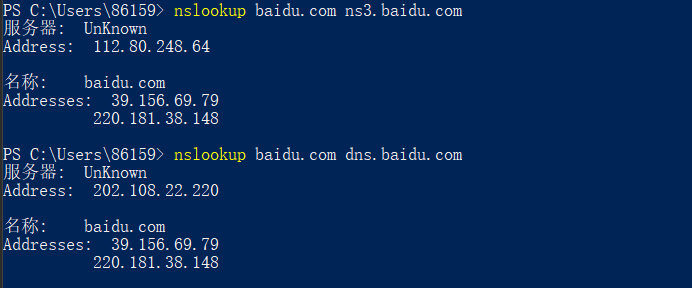 PS C:\Users\86159> nslookup baidu.com ns3.baidu.com
服务器:  UnKnown
Address:  112.80.248.64

名称:    baidu.com
Addresses:  39.156.69.79
          220.181.38.148

PS C:\Users\86159> nslookup baidu.com dns.baidu.com
服务器:  UnKnown
Address:  202.108.22.220

名称:    baidu.com
Addresses:  39.156.69.79
          220.181.38.148